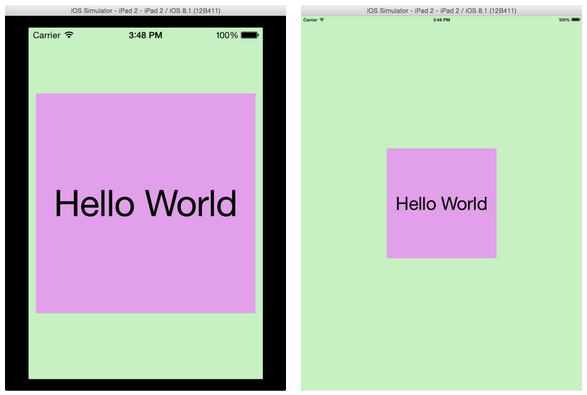 iOS Simulator - iPad 2 - iPad 2 / iOS 8.1 (12B411)
Carrier 3:48 PM 100%
Hello World
iOS Simulator - iPad 2 - iPad 2 / iOS 8.1 (12B411)
Carrier 3:48 PM 100%
Hello World